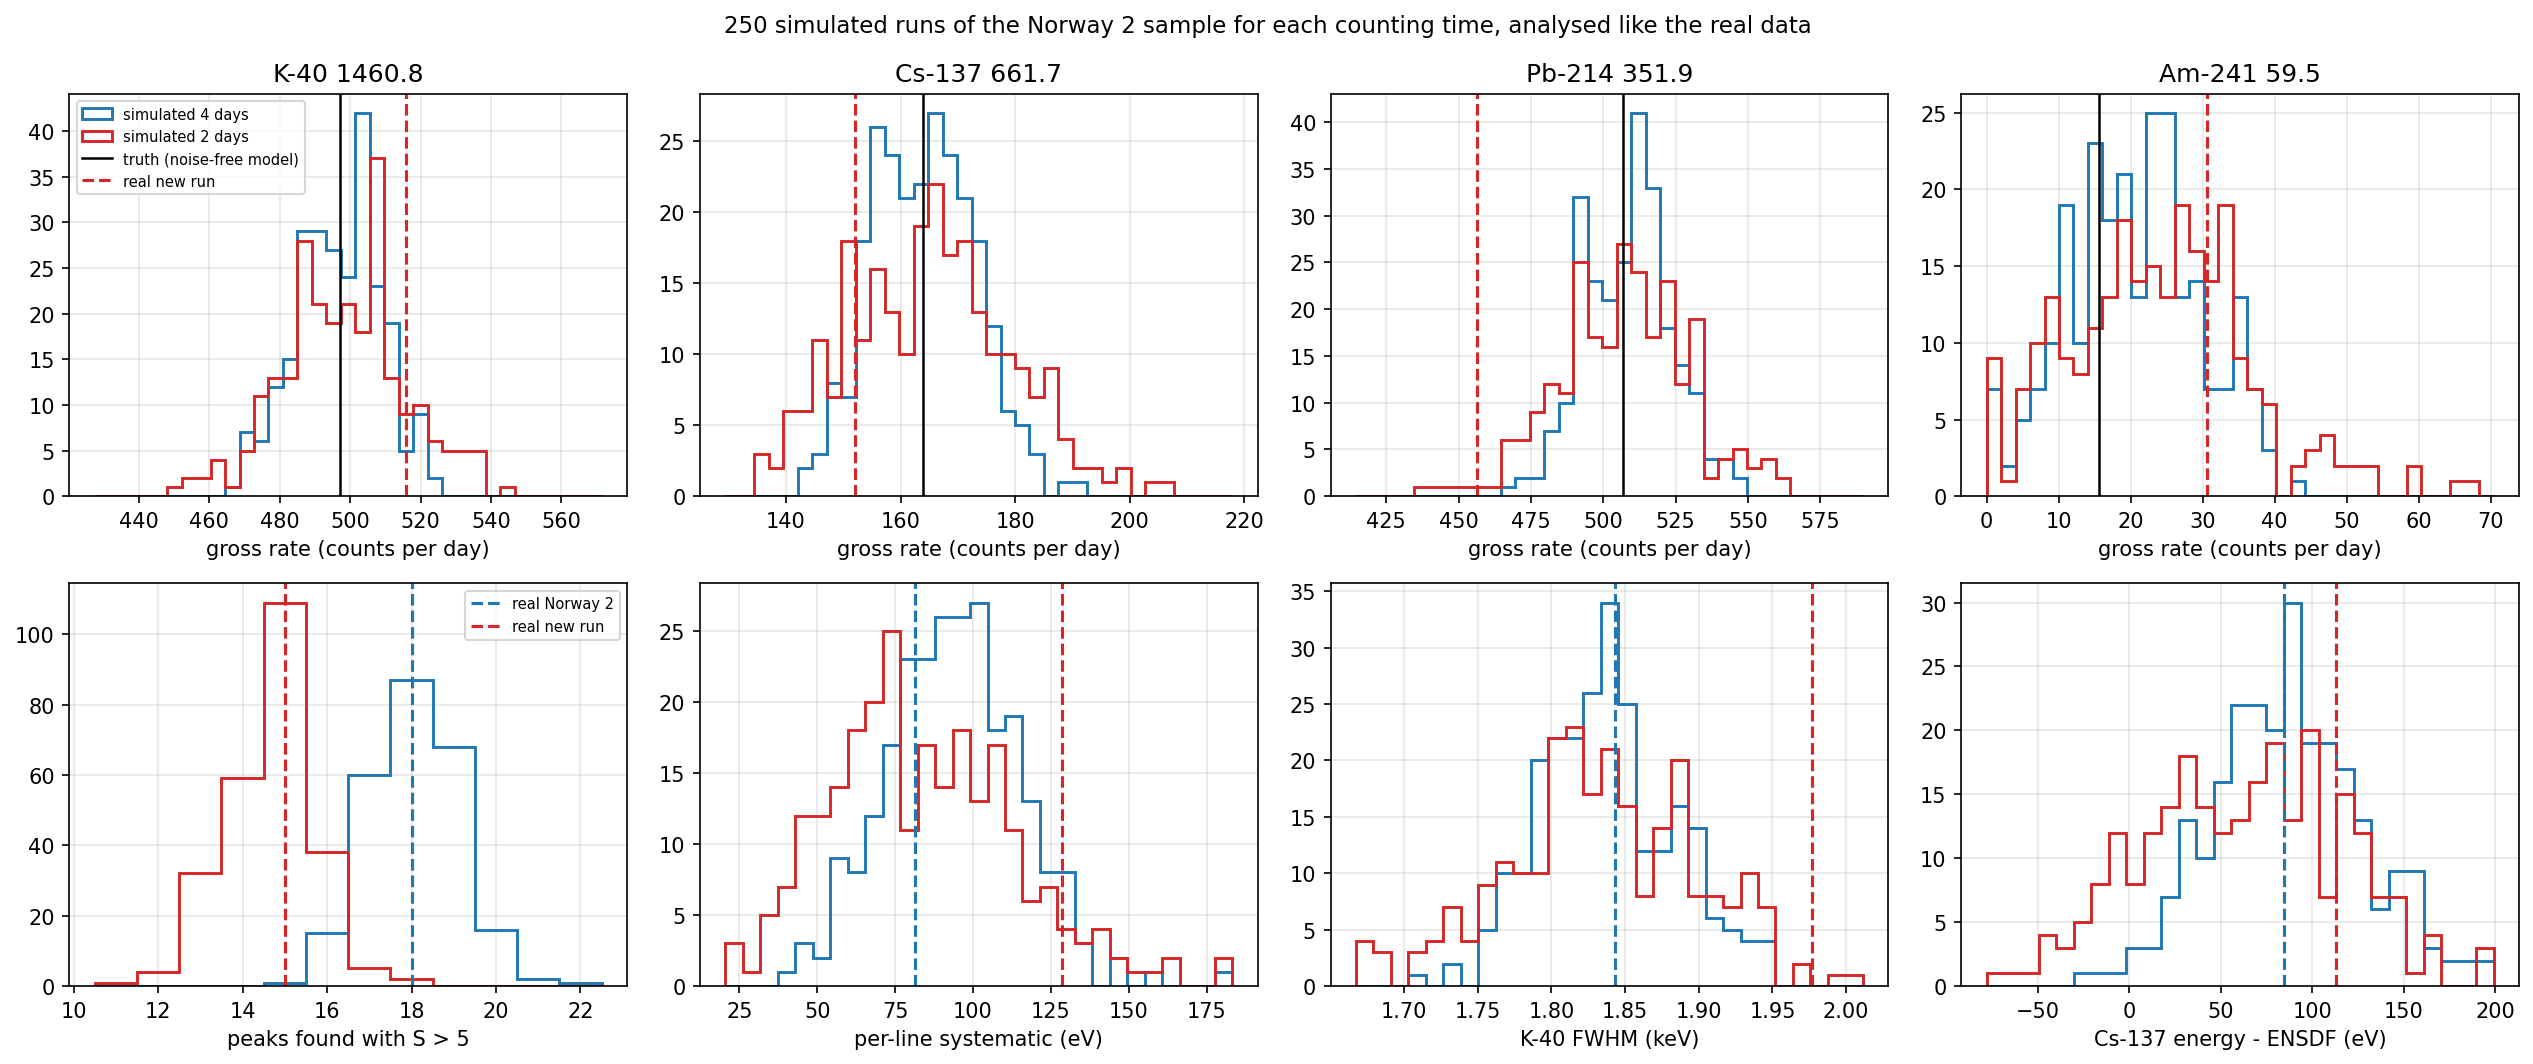 250 simulated runs of the Norway 2 sample for each counting time, analysed like the real data
K-40 1460.8
simulated 4 days
simulated 2 days
truth (noise-free model)
real new run
0
5
10
15
20
25
30
35
40
440 460 480 500 520 540 560
gross rate (counts per day)
Cs-137 661.7
0
5
10
15
20
25
140 160 180 200 220
gross rate (counts per day)
Pb-214 351.9
0
5
10
15
20
25
30
35
40
425 450 475 500 525 550 575
gross rate (counts per day)
Am-241 59.5
0
5
10
15
20
25
0 10 20 30 40 50 60 70
gross rate (counts per day)
real Norway 2
real new run
0
20
40
60
80
100
10 12 14 16 18 20 22
peaks found with S > 5
0
5
10
15
20
25
25 50 75 100 125 150 175
per-line systematic (eV)
0
5
10
15
20
25
30
35
1.70 1.75 1.80 1.85 1.90 1.95 2.00
K-40 FWHM (keV)
0
5
10
15
20
25
30
−50 0 50 100 150 200
Cs-137 energy - ENSDF (eV)